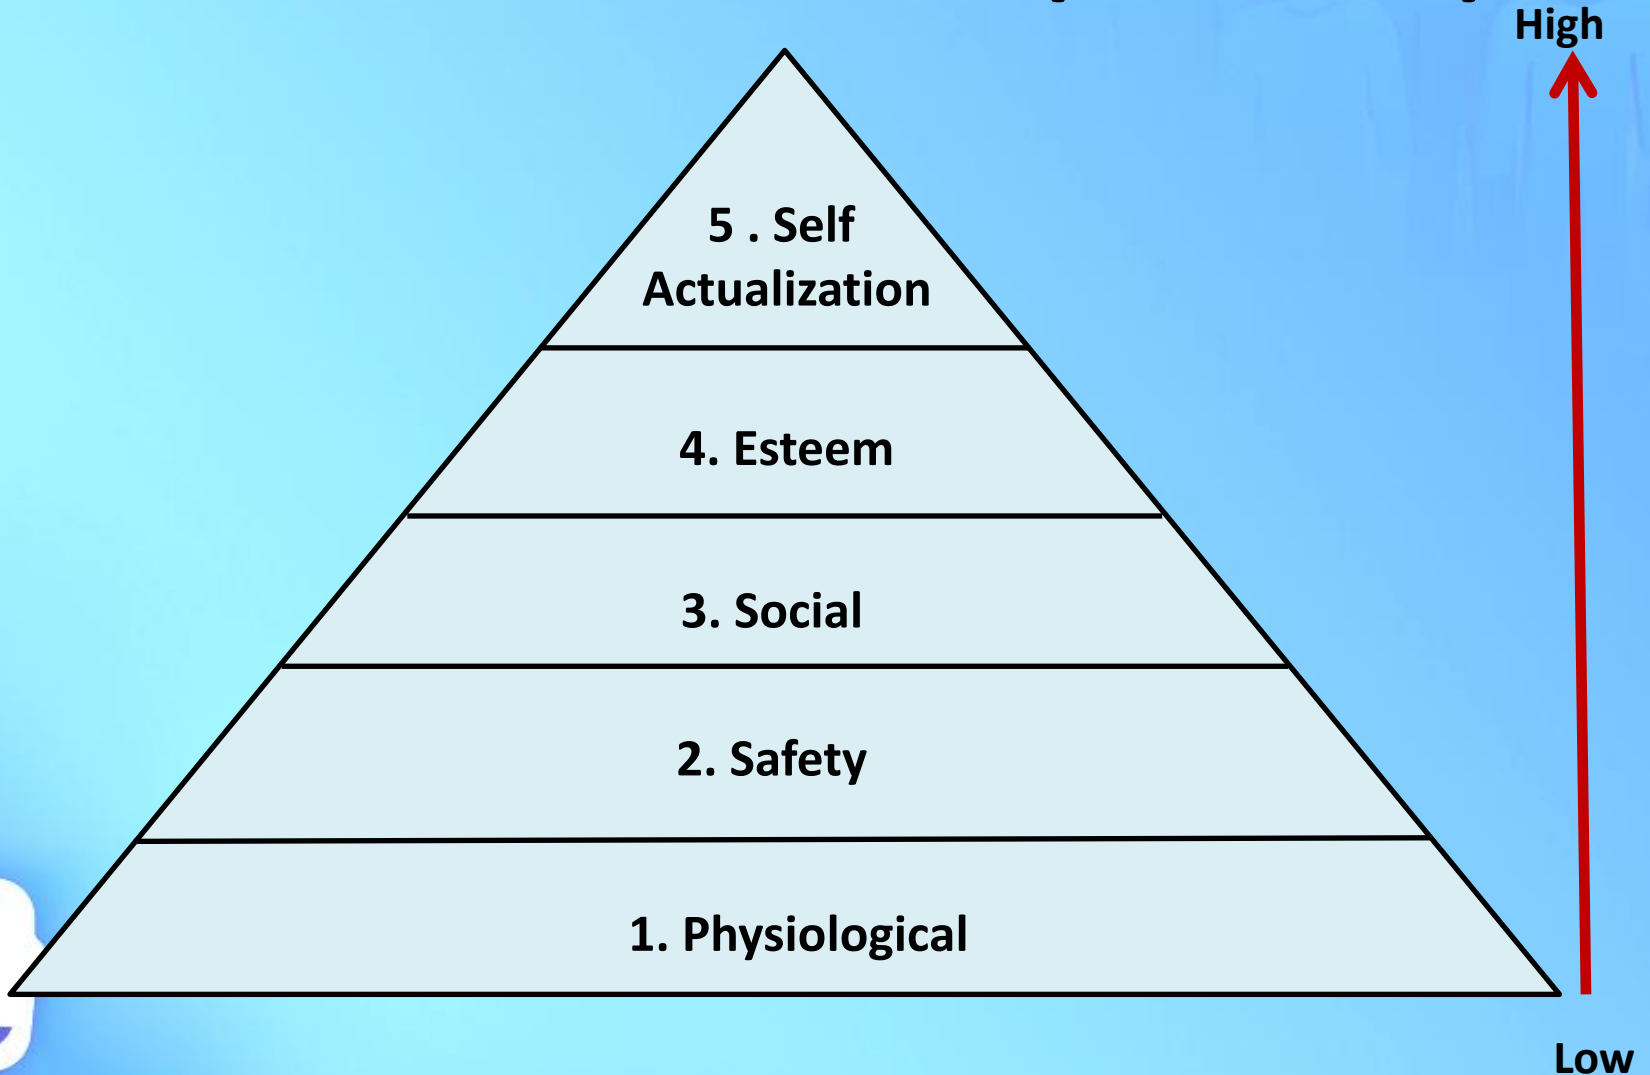 High
5 . Self
Actualization
4. Esteem
3. Social
2. Safety
1. Physiological
Low